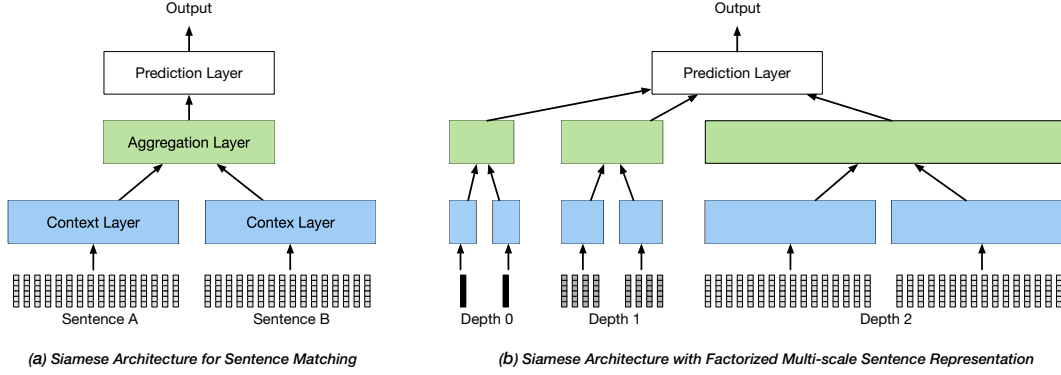 Output
Prediction Layer
Aggregation Layer
Context Layer
Contex Layer
Sentence A
Sentence B
(a) Siamese Architecture for Sentence Matching
Output
Prediction Layer
Depth 0
Depth 1
Depth 2
(b) Siamese Architecture with Factorized Multi-scale Sentence Representation